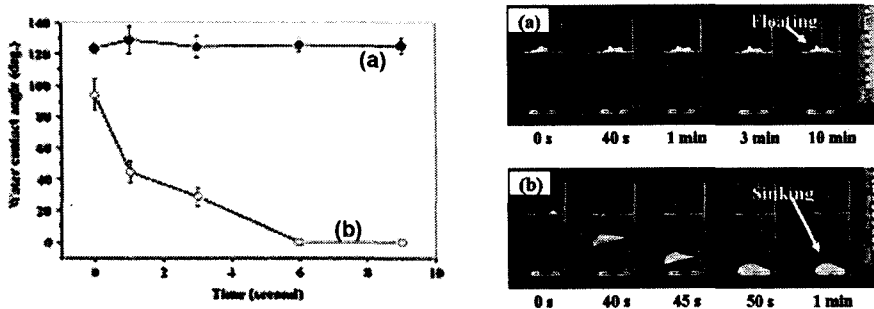 140
120
100
80
60
40
20
0
0 2 4 6 8 10
Water contact angle (deg.)
Time (second)
(a)
(b)
(a)
Floating
0 s 40 s 1 min 3 min 10 min
(b)
Sinking
0 s 40 s 45 s 50 s 1 min